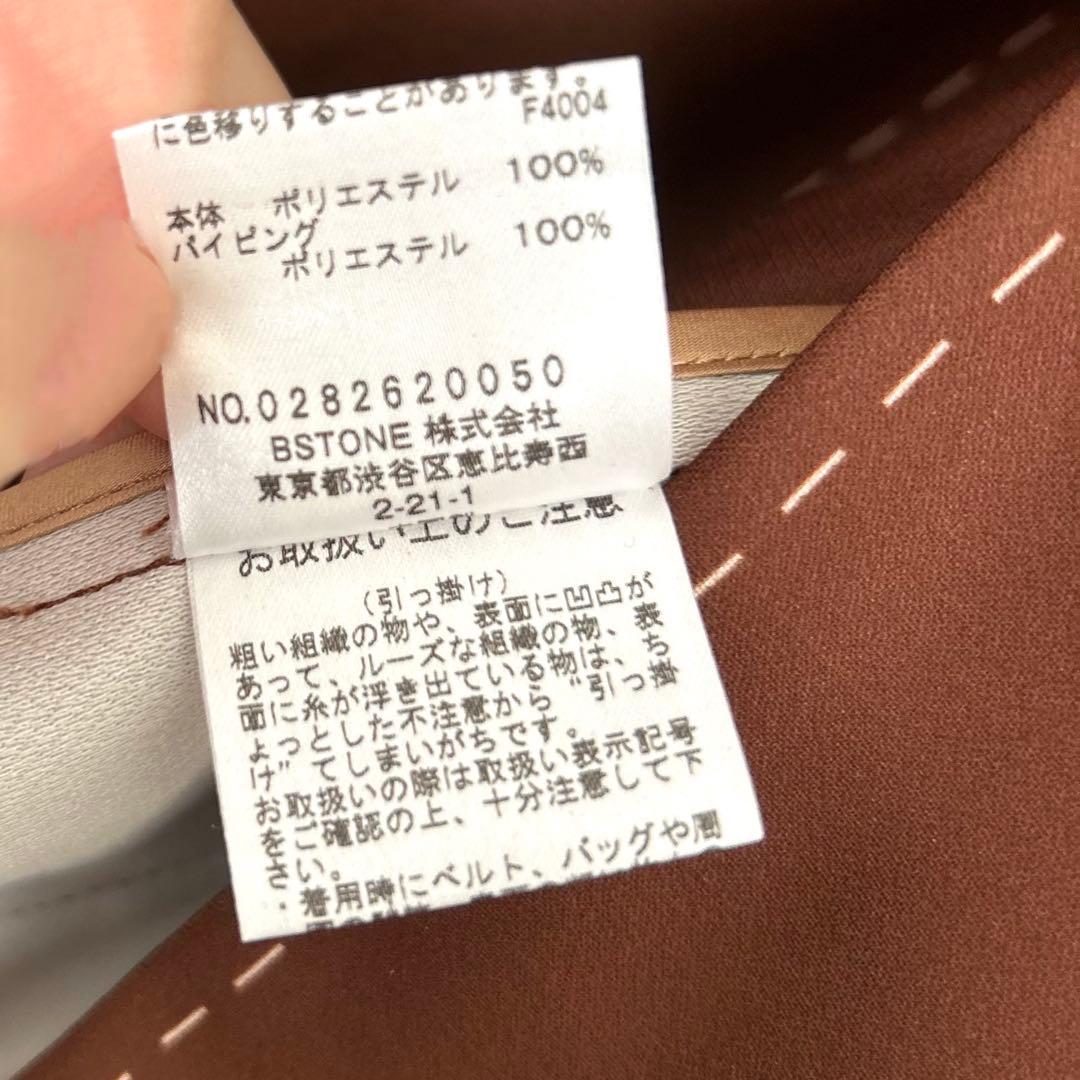 に色移りすることがあります。
F4004
本体 ポリエステル 100%
パイピング
ポリエステル 100%
NO.0282620050
BSTONE 株式会社
東京都渋谷区恵比寿西
2-21-1
お取扱い上のご注意
(引っ掛け)
粗い組織の物や、表面に凹凸が
あって、ルーズな組織の物、表
面に糸が浮き出ている物は、ち
ょっとした不注意から"引っ掛
け"てしまいがちです。
お取扱いの際は取扱い表示記号
をご確認の上、十分注意して下
さい。
・着用時にベルト、バッグや周